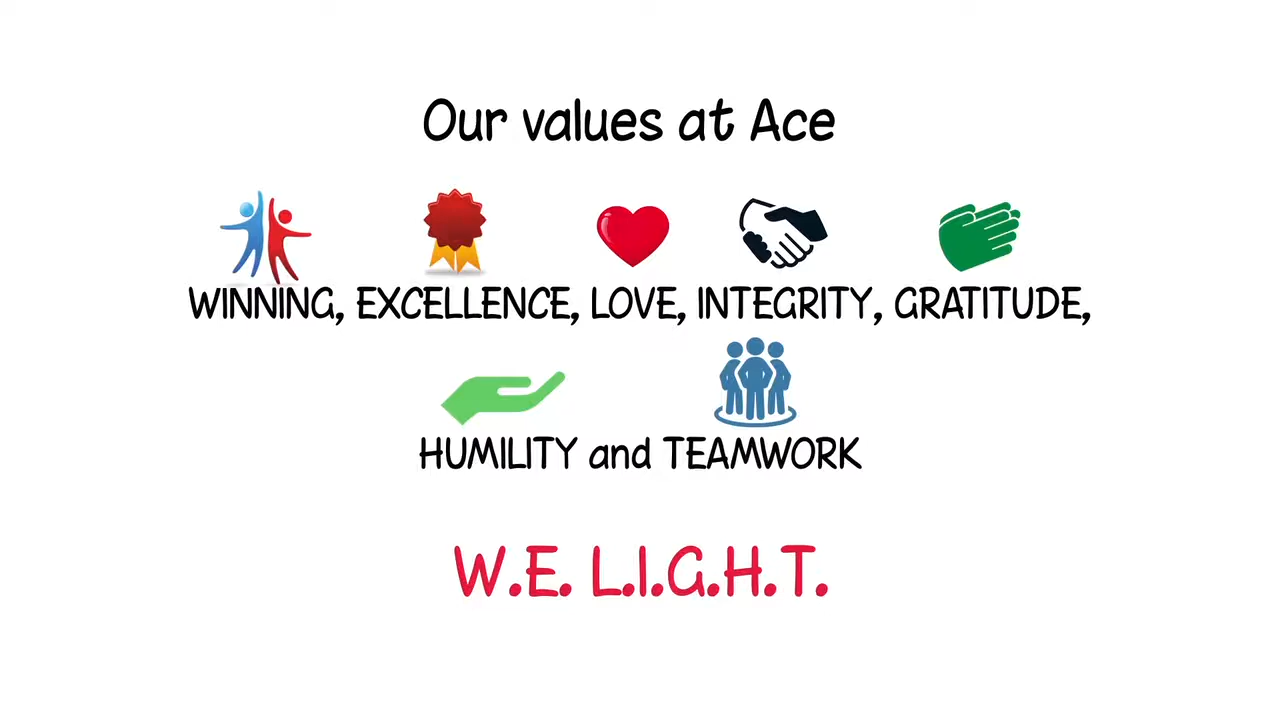 Our values at Ace
WINNING, EXCELLENCE, LOVE, INTEGRITY, GRATITUDE,
HUMILITY and TEAMWORK
W.E. L.I.G.H.T.